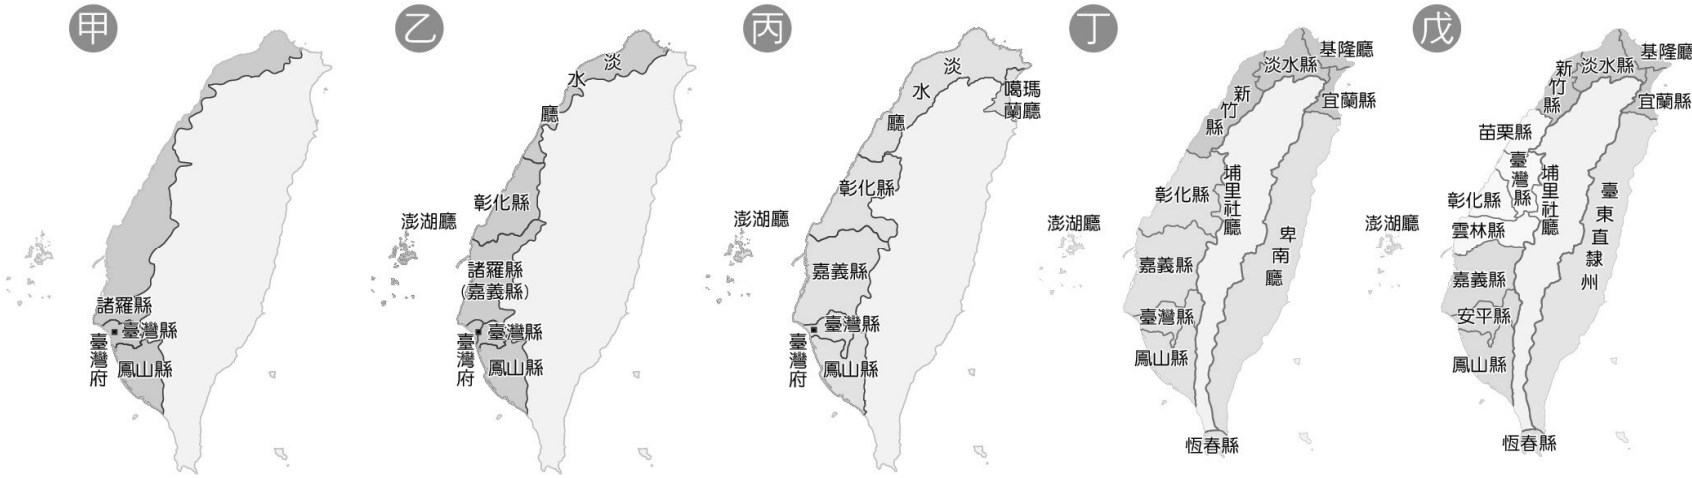 甲
諸羅縣
臺灣縣
臺灣府
鳳山縣
乙
淡水廳
彰化縣
澎湖廳
諸羅縣
(嘉義縣)
臺灣縣
臺灣府
鳳山縣
丙
淡水廳
噶瑪
蘭廳
彰化縣
澎湖廳
嘉義縣
臺灣縣
臺灣府
鳳山縣
丁
基隆廳
淡水縣
新竹縣
宜蘭縣
埔里社廳
彰化縣
澎湖廳
卑南廳
嘉義縣
臺灣縣
鳳山縣
恆春縣
戊
基隆廳
淡水縣
新竹縣
宜蘭縣
苗栗縣
臺灣縣
埔里社廳
彰化縣
臺東直隸州
澎湖廳
雲林縣
嘉義縣
安平縣
鳳山縣
恆春縣